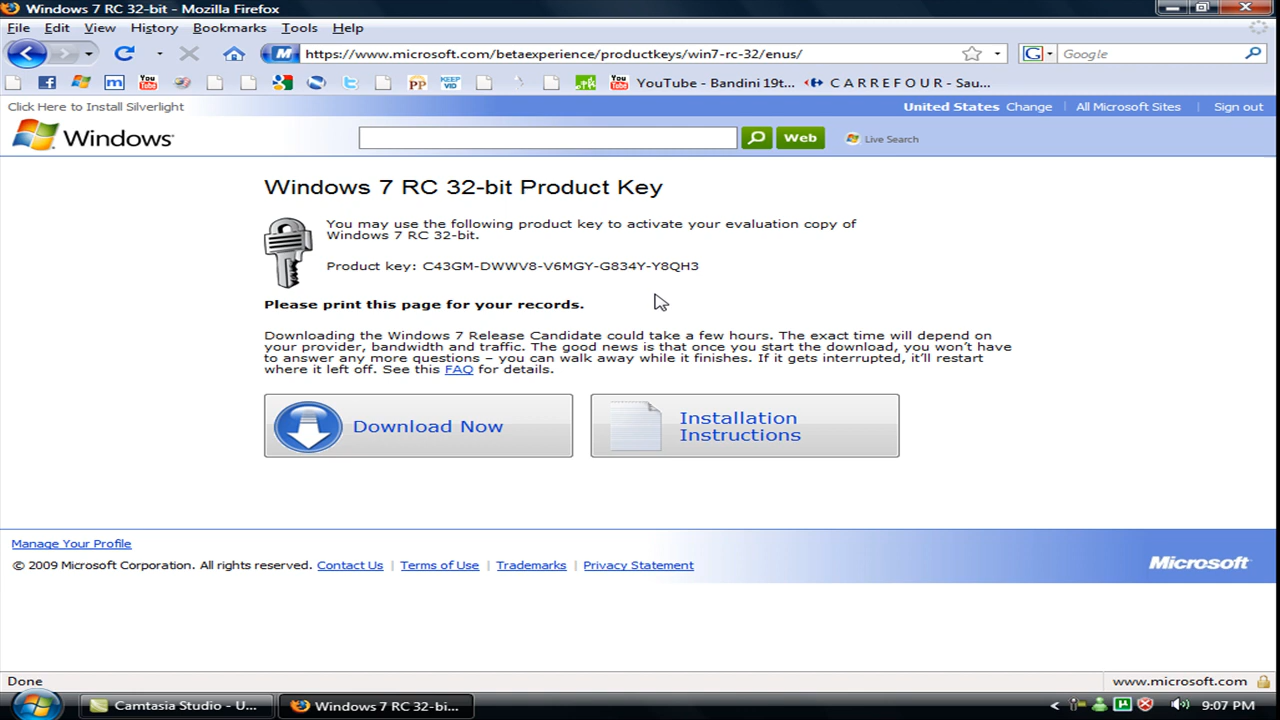 Windows 7 RC 32-bit - Mozilla Firefox
File Edit View History Bookmarks Tools Help
M https://www.microsoft.com/betaexperience/productkeys/win7-rc-32/enus/ G Google
f m You Tube t PP KEEP VID You Tube YouTube - Bandini 19t... CARREFOUR - Sau...
Click Here to Install Silverlight United States Change | All Microsoft Sites | Sign out
Windows Web Live Search
Windows 7 RC 32-bit Product Key
You may use the following product key to activate your evaluation copy of
Windows 7 RC 32-bit.
Product key: C43GM-DWWV8-V6MGY-G834Y-Y8QH3
Please print this page for your records.
Downloading the Windows 7 Release Candidate could take a few hours. The exact time will depend on
your provider, bandwidth and traffic. The good news is that once you start the download, you won't have
to answer any more questions – you can walk away while it finishes. If it gets interrupted, it'll restart
where it left off. See this FAQ for details.
Download Now
Installation
Instructions
Manage Your Profile
© 2009 Microsoft Corporation. All rights reserved. Contact Us | Terms of Use | Trademarks | Privacy Statement
Microsoft
Done www.microsoft.com
Camtasia Studio - U... Windows 7 RC 32-bi... < 9:07 PM